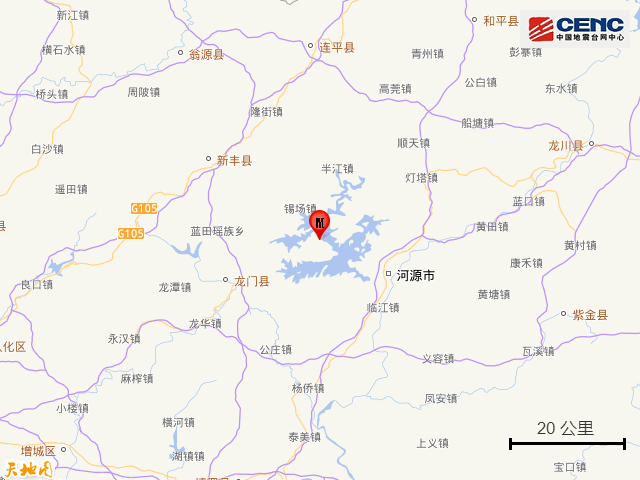 新江镇
和平县
CENC
中国地震台网中心
横石水镇
翁源县
连平县
青州镇
彭寨镇
桥头镇
周陂镇
高莞镇
公白镇
东水镇
隆街镇
船塘镇
白沙镇
顺天镇
龙川县
新丰县
半江镇
灯塔镇
遥田镇
G105
锡场镇
蓝口镇
M
G105
蓝田瑶族乡
黄田镇
黄村镇
康禾镇
河源市
良口镇
龙潭镇
龙门县
黄塘镇
临江镇
紫金县
龙华镇
永汉镇
从化区
公庄镇
义容镇
瓦溪镇
麻榨镇
杨侨镇
凤安镇
小楼镇
横河镇
20 公里
泰美镇
上义镇
增城区
湖镇镇
天地图
宝口镇
博罗县